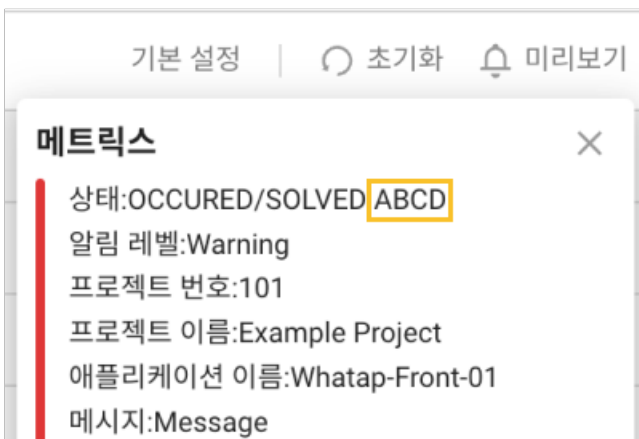 기본 설정 | 초기화 미리보기
메트릭스
상태:OCCURED/SOLVED ABCD
알림 레벨:Warning
프로젝트 번호:101
프로젝트 이름:Example Project
애플리케이션 이름:Whatap-Front-01
메시지:Message